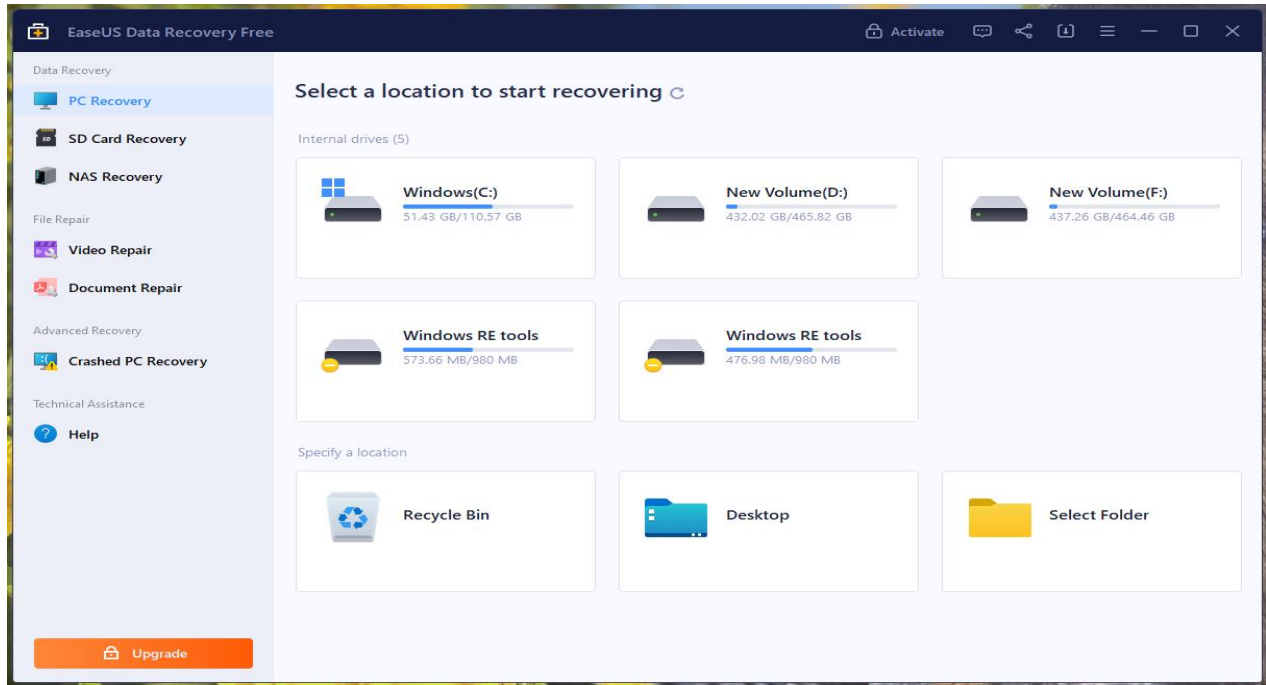 EaseUS Data Recovery Free
Activate
Data Recovery
PC Recovery
SD Card Recovery
NAS Recovery
File Repair
Video Repair
Document Repair
Advanced Recovery
Crashed PC Recovery
Technical Assistance
Help
Upgrade
Select a location to start recovering
Internal drives (5)
Windows(C:)
51.43 GB/110.57 GB
New Volume(D:)
432.02 GB/465.82 GB
New Volume(F:)
437.26 GB/464.46 GB
Windows RE tools
573.66 MB/980 MB
Windows RE tools
476.98 MB/980 MB
Specify a location
Recycle Bin
Desktop
Select Folder